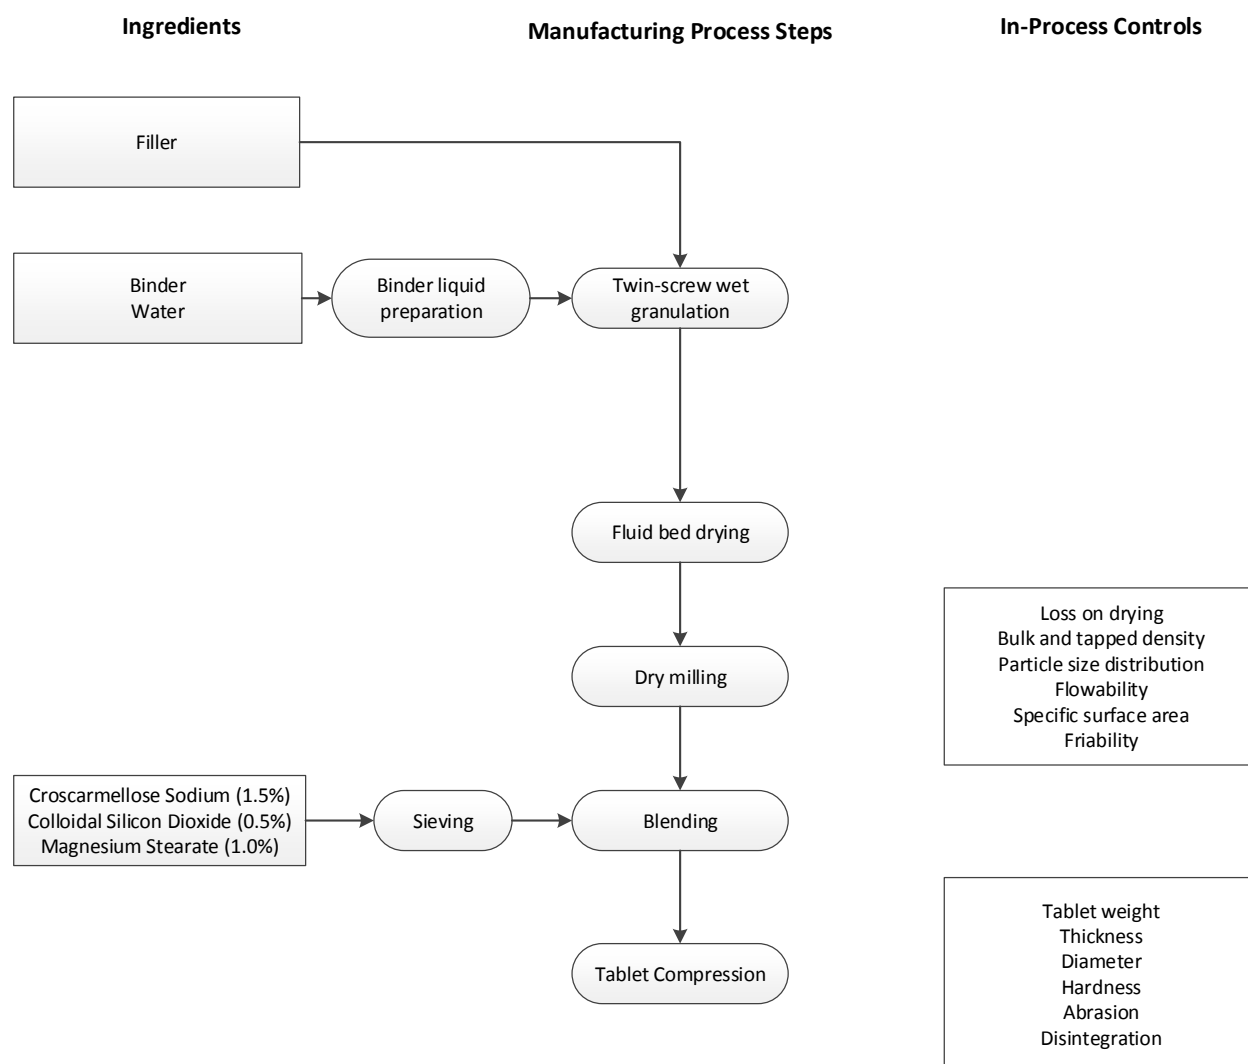 Ingredients
Manufacturing Process Steps
In-Process Controls
Filler
Binder
Water
Binder liquid
preparation
Twin-screw wet
granulation
Fluid bed drying
Dry milling
Loss on drying
Bulk and tapped density
Particle size distribution
Flowability
Specific surface area
Friability
Croscarmellose Sodium (1.5%)
Colloidal Silicon Dioxide (0.5%)
Magnesium Stearate (1.0%)
Sieving
Blending
Tablet Compression
Tablet weight
Thickness
Diameter
Hardness
Abrasion
Disintegration